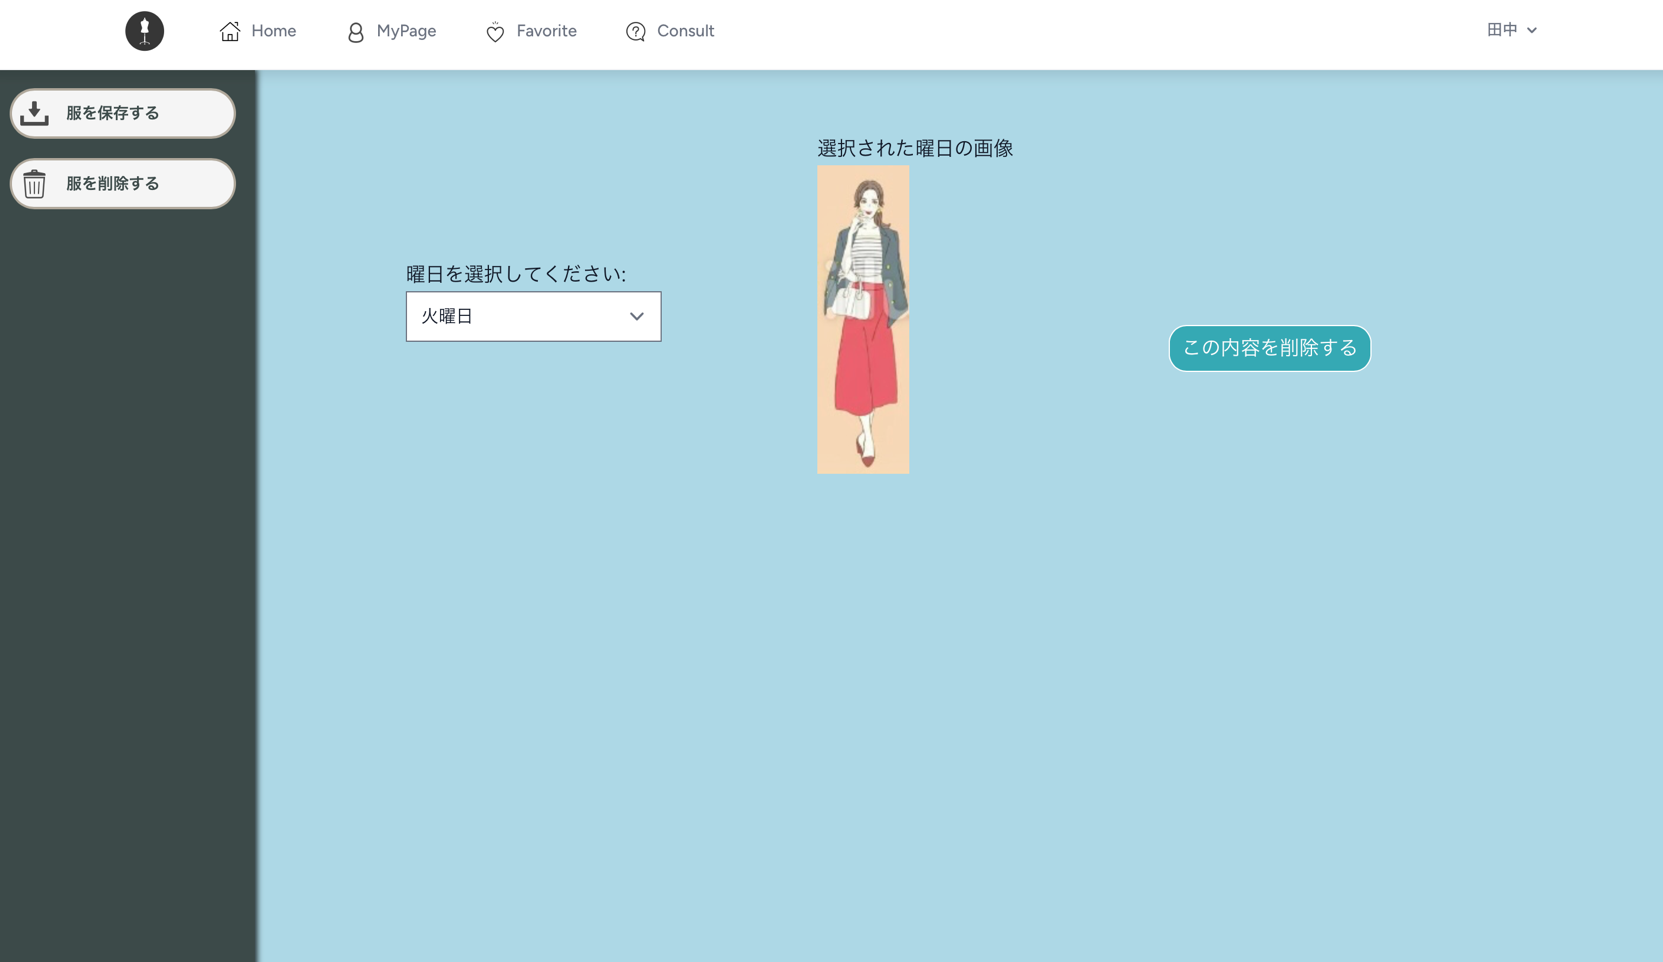 Home
MyPage
Favorite
Consult
田中
服を保存する
服を削除する
選択された曜日の画像
曜日を選択してください:
火曜日
この内容を削除する